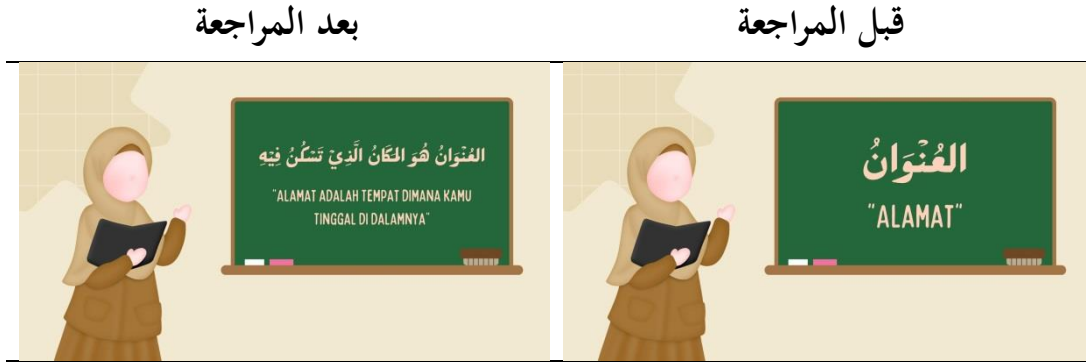 قبل المراجعة
بعد المراجعة
العُنْوَانُ
"ALAMAT"
العُنْوَانُ هُوَ المَكَانُ الَّذِيْ تَسْكُنُ فِيْهِ
"ALAMAT ADALAH TEMPAT DIMANA KAMU
TINGGAL DI DALAMNYA"